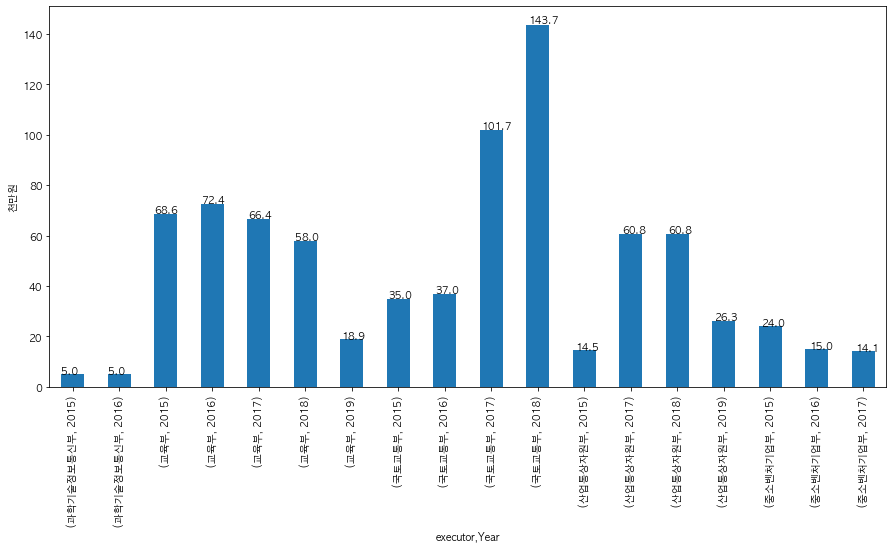 천만원
140
120
100
80
60
40
20
0
5.0
5.0
68.6
72.4
66.4
58.0
18.9
35.0
37.0
101.7
143.7
14.5
60.8
60.8
26.3
24.0
15.0
14.1
(과학기술정보통신부, 2015)
(과학기술정보통신부, 2016)
(교육부, 2015)
(교육부, 2016)
(교육부, 2017)
(교육부, 2018)
(교육부, 2019)
(국토교통부, 2015)
(국토교통부, 2016)
(국토교통부, 2017)
(국토교통부, 2018)
(산업통상자원부, 2015)
(산업통상자원부, 2017)
(산업통상자원부, 2018)
(산업통상자원부, 2019)
(중소벤처기업부, 2015)
(중소벤처기업부, 2016)
(중소벤처기업부, 2017)
executor,Year